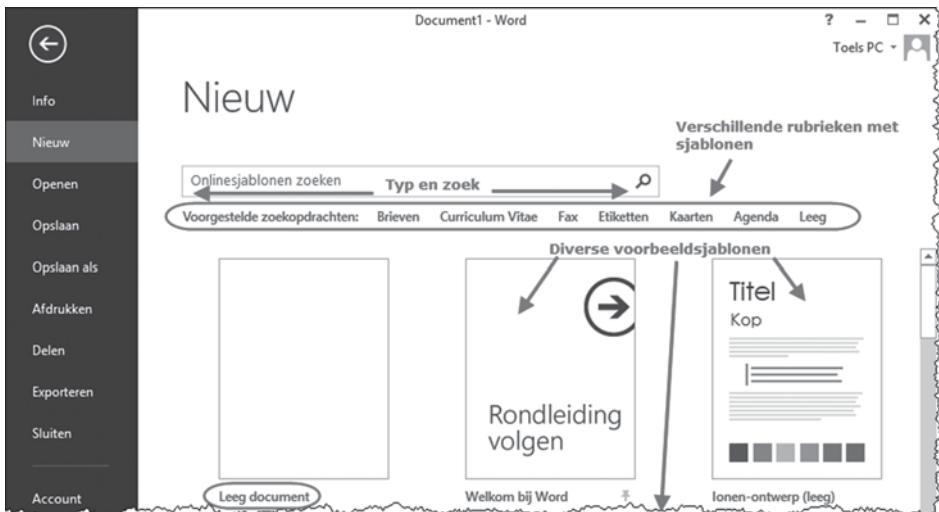 Document1 - Word
?
Toels PC
Info
Nieuw
Openen
Opslaan
Opslaan als
Afdrukken
Delen
Exporteren
Sluiten
Account
Nieuw
Verschillende rubrieken met
sjablonen
Onlinesjablonen zoeken Typ en zoek
Voorgestelde zoekopdrachten: Brieven Curriculum Vitae Fax Etiketten Kaarten Agenda Leeg
Diverse voorbeeldsjablonen
Rondleiding
volgen
Titel
Kop
Leeg document Welkom bij Word Ionen-ontwerp (leeg)